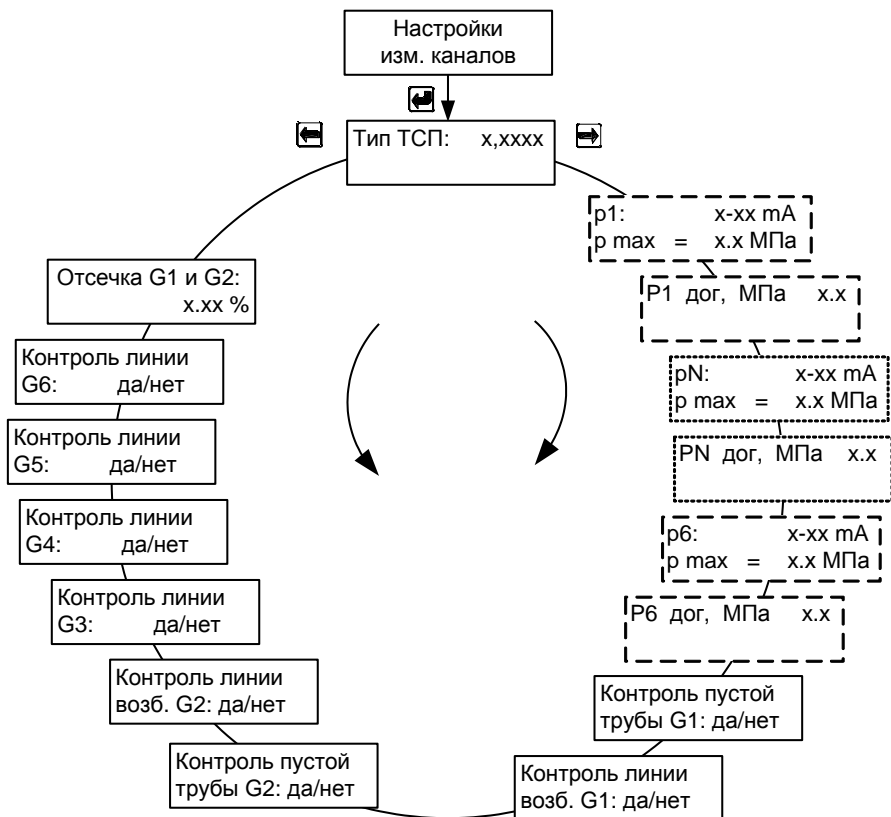 Настройки
изм. каналов
Тип ТСП: x,xxxx
p1: x-xx mA
p max = x.x МПа
P1 дог, МПа x.x
pN: x-xx mA
p max = x.x МПа
PN дог, МПа x.x
p6: x-xx mA
p max = x.x МПа
P6 дог, МПа x.x
Контроль пустой
трубы G1: да/нет
Контроль линии
возб. G1: да/нет
Контроль пустой
трубы G2: да/нет
Контроль линии
возб. G2: да/нет
Контроль линии
G3: да/нет
Контроль линии
G4: да/нет
Контроль линии
G5: да/нет
Контроль линии
G6: да/нет
Отсечка G1 и G2:
x.xx %